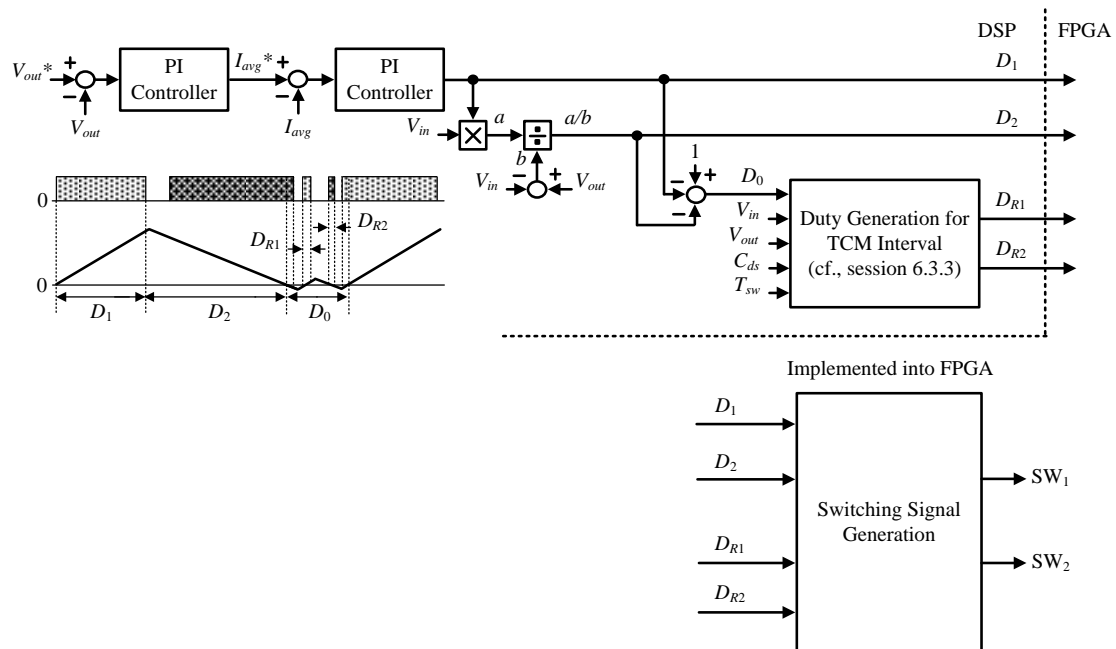 DSP
FPGA
V_out*
+
−
V_out
PI
Controller
I_avg*
+
−
I_avg
PI
Controller
D_1
V_in
×
a
÷
a/b
D_2
b
−
+
V_in
V_out
1
+
−
−
D_0
V_in
V_out
C_ds
T_sw
Duty Generation for
TCM Interval
(cf., session 6.3.3)
D_R1
D_R2
0
D_R1
D_R2
0
D_1
D_2
D_0
Implemented into FPGA
D_1
D_2
D_R1
D_R2
Switching Signal
Generation
SW_1
SW_2